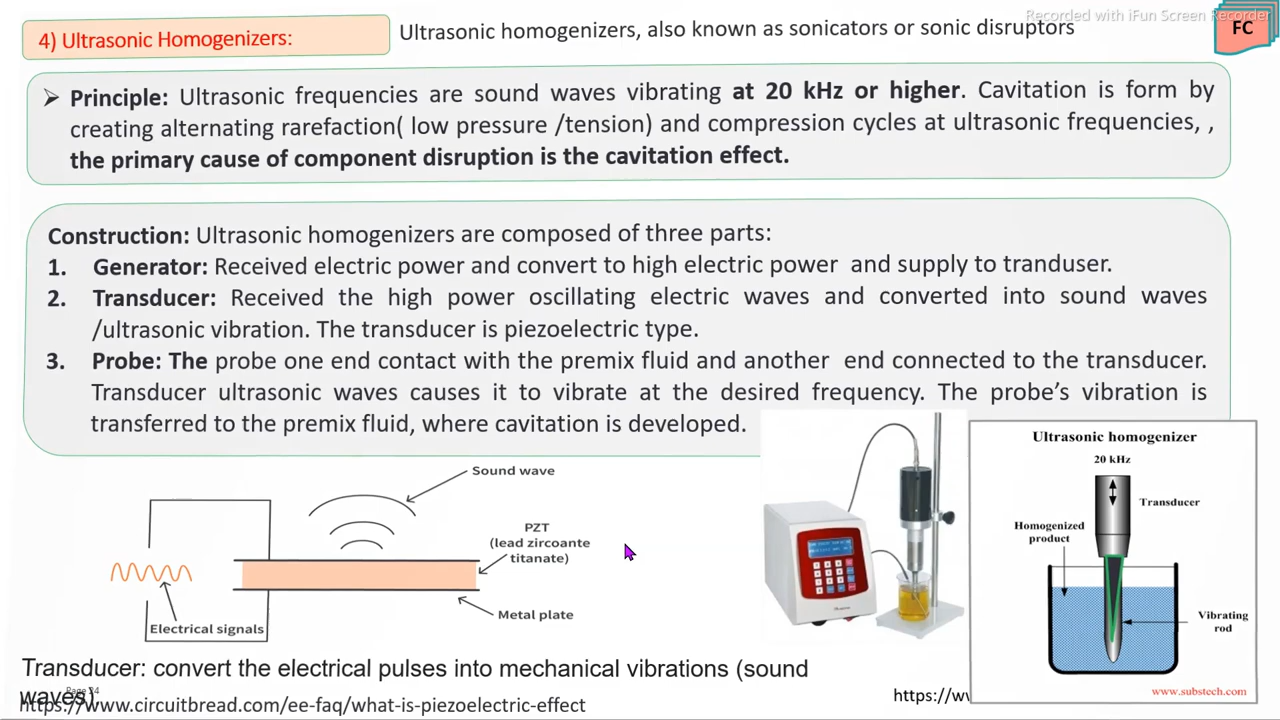 Recorded with iFun Screen Recorder
4) Ultrasonic Homogenizers:
Ultrasonic homogenizers, also known as sonicators or sonic disruptors
FC
➢ Principle: Ultrasonic frequencies are sound waves vibrating at 20 kHz or higher. Cavitation is form by
creating alternating rarefaction( low pressure /tension) and compression cycles at ultrasonic frequencies, ,
the primary cause of component disruption is the cavitation effect.
Construction: Ultrasonic homogenizers are composed of three parts:
1. Generator: Received electric power and convert to high electric power and supply to tranduser.
2. Transducer: Received the high power oscillating electric waves and converted into sound waves
/ultrasonic vibration. The transducer is piezoelectric type.
3. Probe: The probe one end contact with the premix fluid and another end connected to the transducer.
Transducer ultrasonic waves causes it to vibrate at the desired frequency. The probe's vibration is
transferred to the premix fluid, where cavitation is developed.
Sound wave
PZT
(lead zircoante
titanate)
Metal plate
Electrical signals
Ultrasonic homogenizer
20 kHz
Transducer
Homogenized
product
Vibrating
rod
www.substech.com
Transducer: convert the electrical pulses into mechanical vibrations (sound
waves)
Page 24
https://www.circuitbread.com/ee-faq/what-is-piezoelectric-effect
https://w